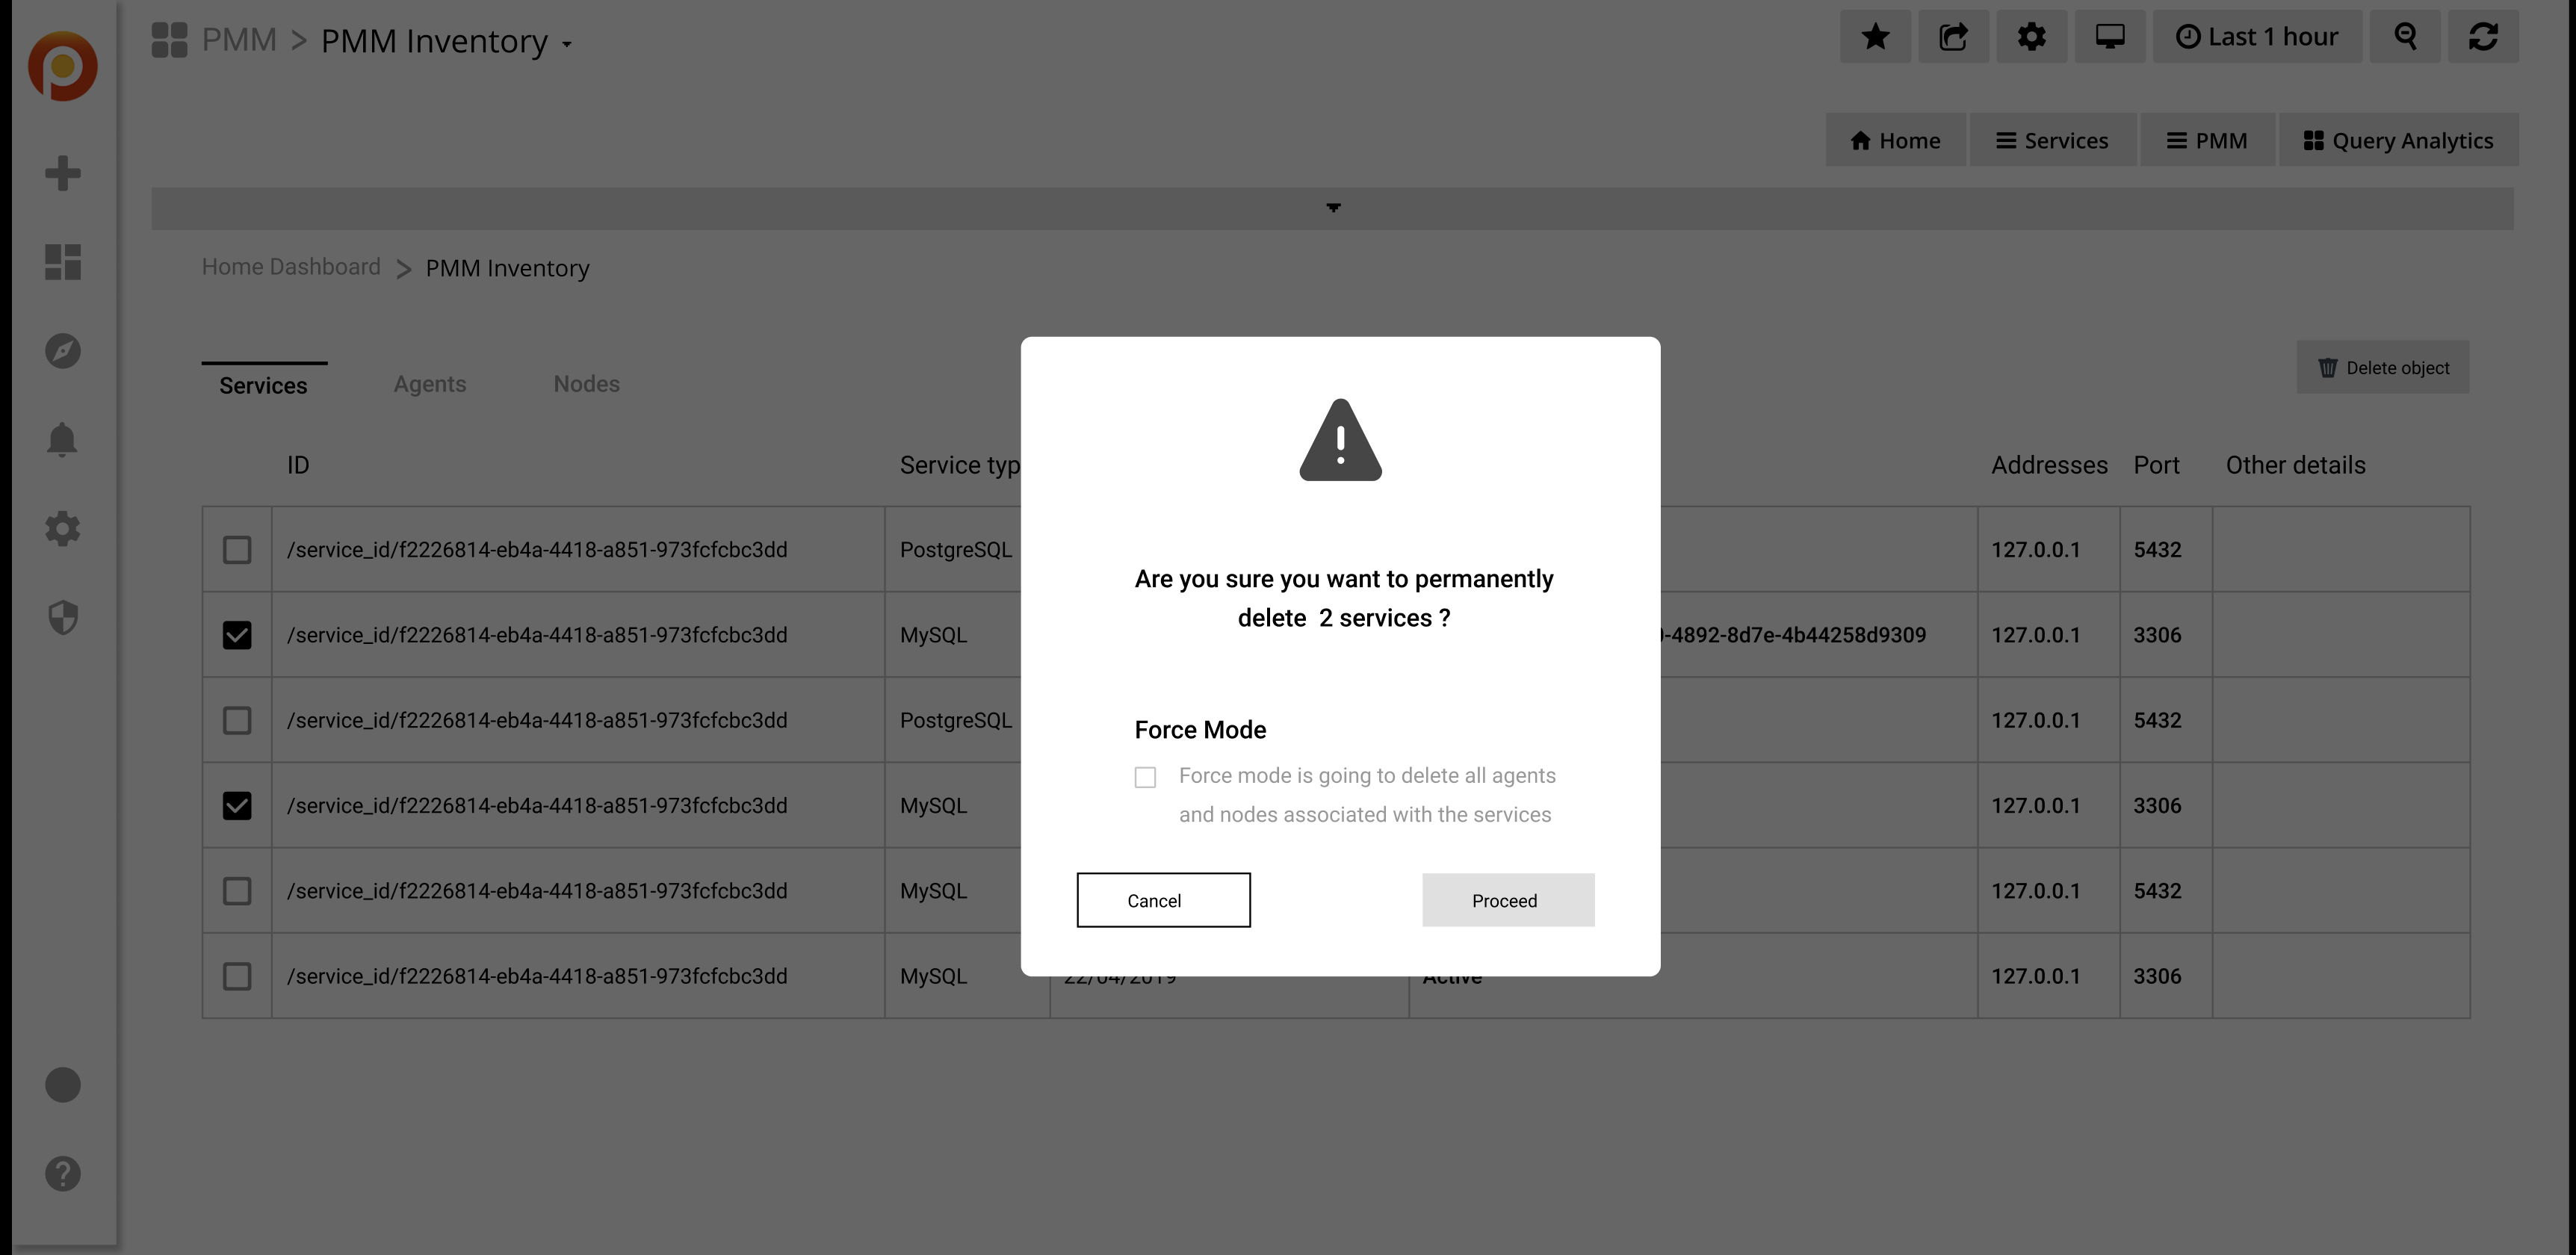 PMM > PMM Inventory
Last 1 hour
Home
Services
PMM
Query Analytics
Home Dashboard > PMM Inventory
Services
Agents
Nodes
Delete object
ID
Service
Addresses
Port
Other details
/service_id/f2226814-eb4a-4418-a851-973fcfcbc3dd PostgreSQL 127.0.0.1 5432
/service_id/f2226814-eb4a-4418-a851-973fcfcbc3dd MySQL -4892-8d7e-4b44258d9309 127.0.0.1 3306
/service_id/f2226814-eb4a-4418-a851-973fcfcbc3dd PostgreSQL 127.0.0.1 5432
/service_id/f2226814-eb4a-4418-a851-973fcfcbc3dd MySQL 127.0.0.1 3306
/service_id/f2226814-eb4a-4418-a851-973fcfcbc3dd MySQL 127.0.0.1 5432
/service_id/f2226814-eb4a-4418-a851-973fcfcbc3dd MySQL 22/04/2019 Active 127.0.0.1 3306
Are you sure you want to permanently
delete 2 services ?
Force Mode
Force mode is going to delete all agents
and nodes associated with the services
Cancel
Proceed